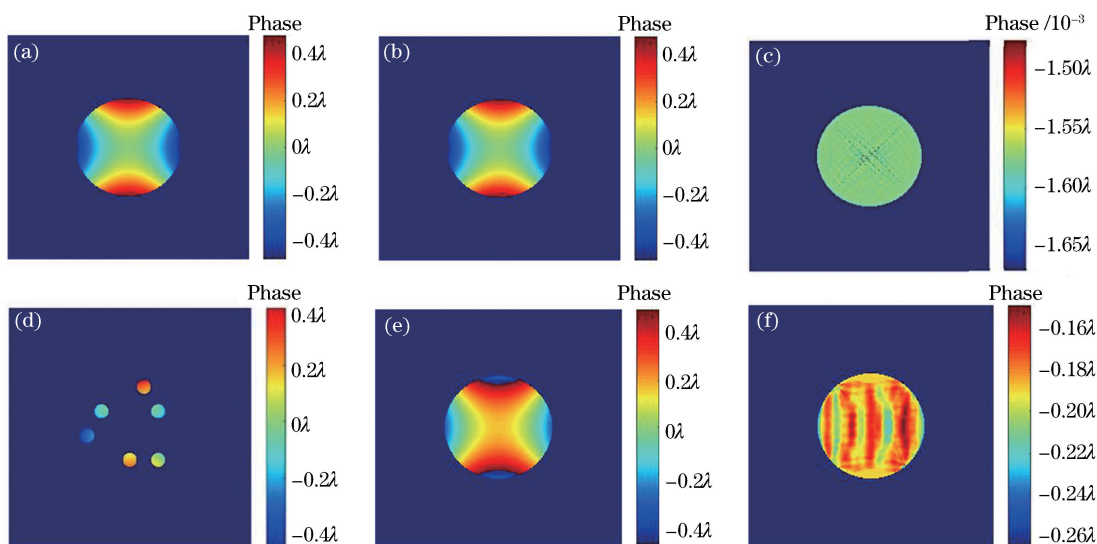 (a)
Phase
0.4λ
0.2λ
0λ
−0.2λ
−0.4λ
(b)
Phase
0.4λ
0.2λ
0λ
−0.2λ
−0.4λ
(c)
Phase /10⁻³
−1.50λ
−1.55λ
−1.60λ
−1.65λ
(d)
Phase
0.4λ
0.2λ
0λ
−0.2λ
−0.4λ
(e)
Phase
0.4λ
0.2λ
0λ
−0.2λ
−0.4λ
(f)
Phase
−0.16λ
−0.18λ
−0.20λ
−0.22λ
−0.24λ
−0.26λ